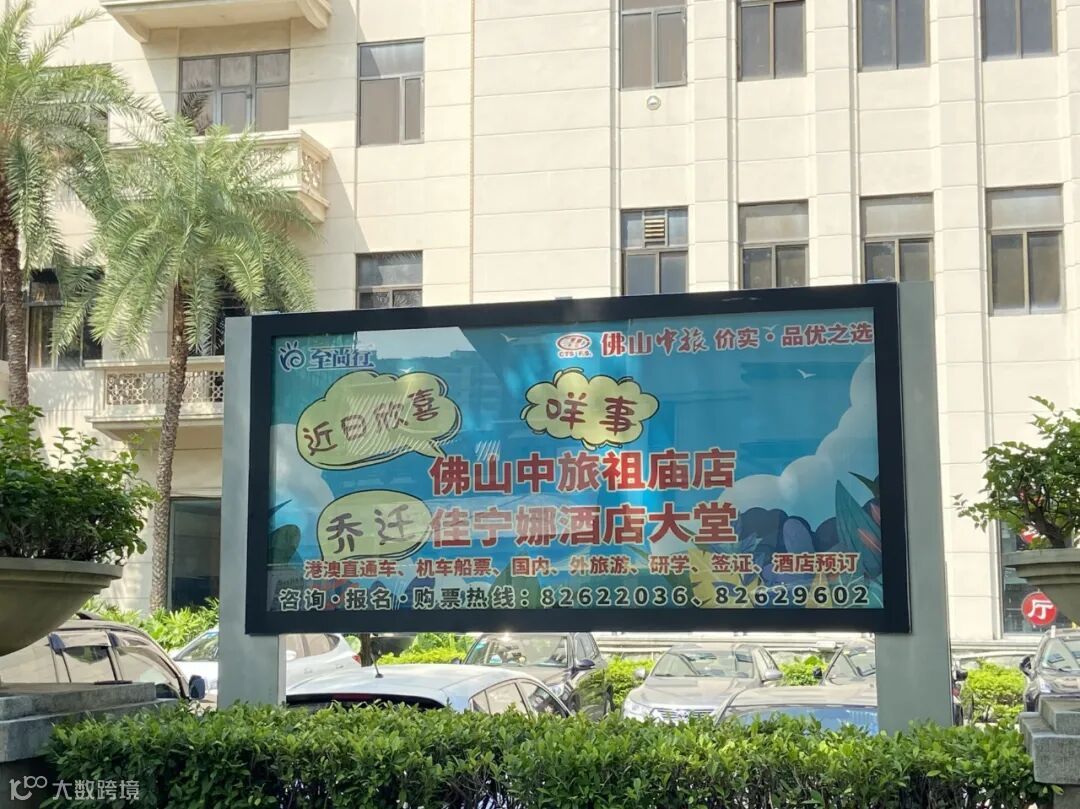 至尚行
CTS F.S. 佛山中旅 价实·品优之选
近日欣喜
咩事
佛山中旅祖庙店
乔迁
佳宁娜酒店大堂
港澳直通车、机车船票、国内、外旅游、研学、签证、酒店预订
咨询·报名·购票热线：82622036、82629602
厅
大数跨境